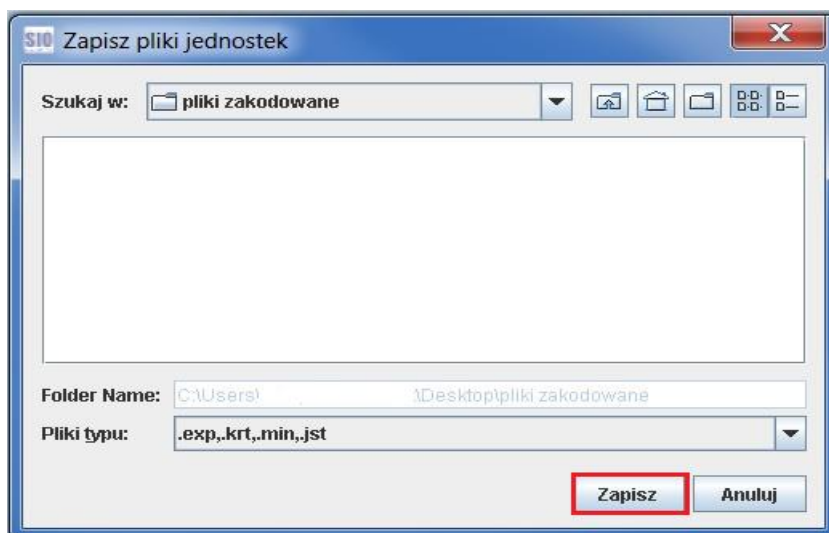 SIO Zapisz pliki jednostek
Szukaj w: pliki zakodowane
Folder Name: C:\Users\ .\Desktop\pliki zakodowane
Pliki typu: .exp,.krt,.min,.jst
Zapisz Anuluj